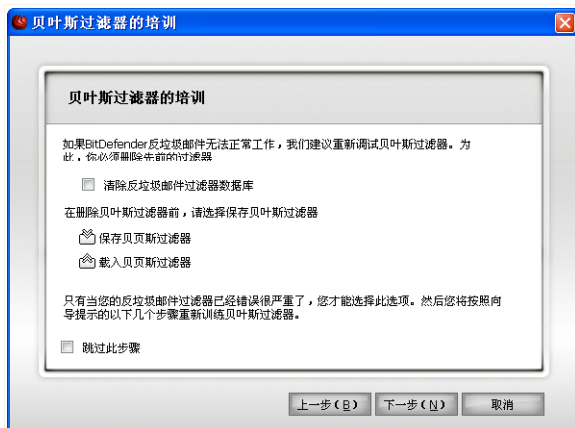 贝叶斯过滤器的培训
贝叶斯过滤器的培训
如果BitDefender反垃圾邮件无法正常工作，我们建议重新调试贝叶斯过滤器。为
此，你必须删除先前的过滤器
清除反垃圾邮件过滤器数据库
在删除贝叶斯过滤器前，请选择保存贝叶斯过滤器
保存贝页斯过滤器
载入贝页斯过滤器
只有当您的反垃圾邮件过滤器已经错误很严重了，您才能选择此选项。然后您将按照向
导提示的以下几个步骤重新训练贝叶斯过滤器。
跳过此步骤
上一步(B) 下一步(N) 取消